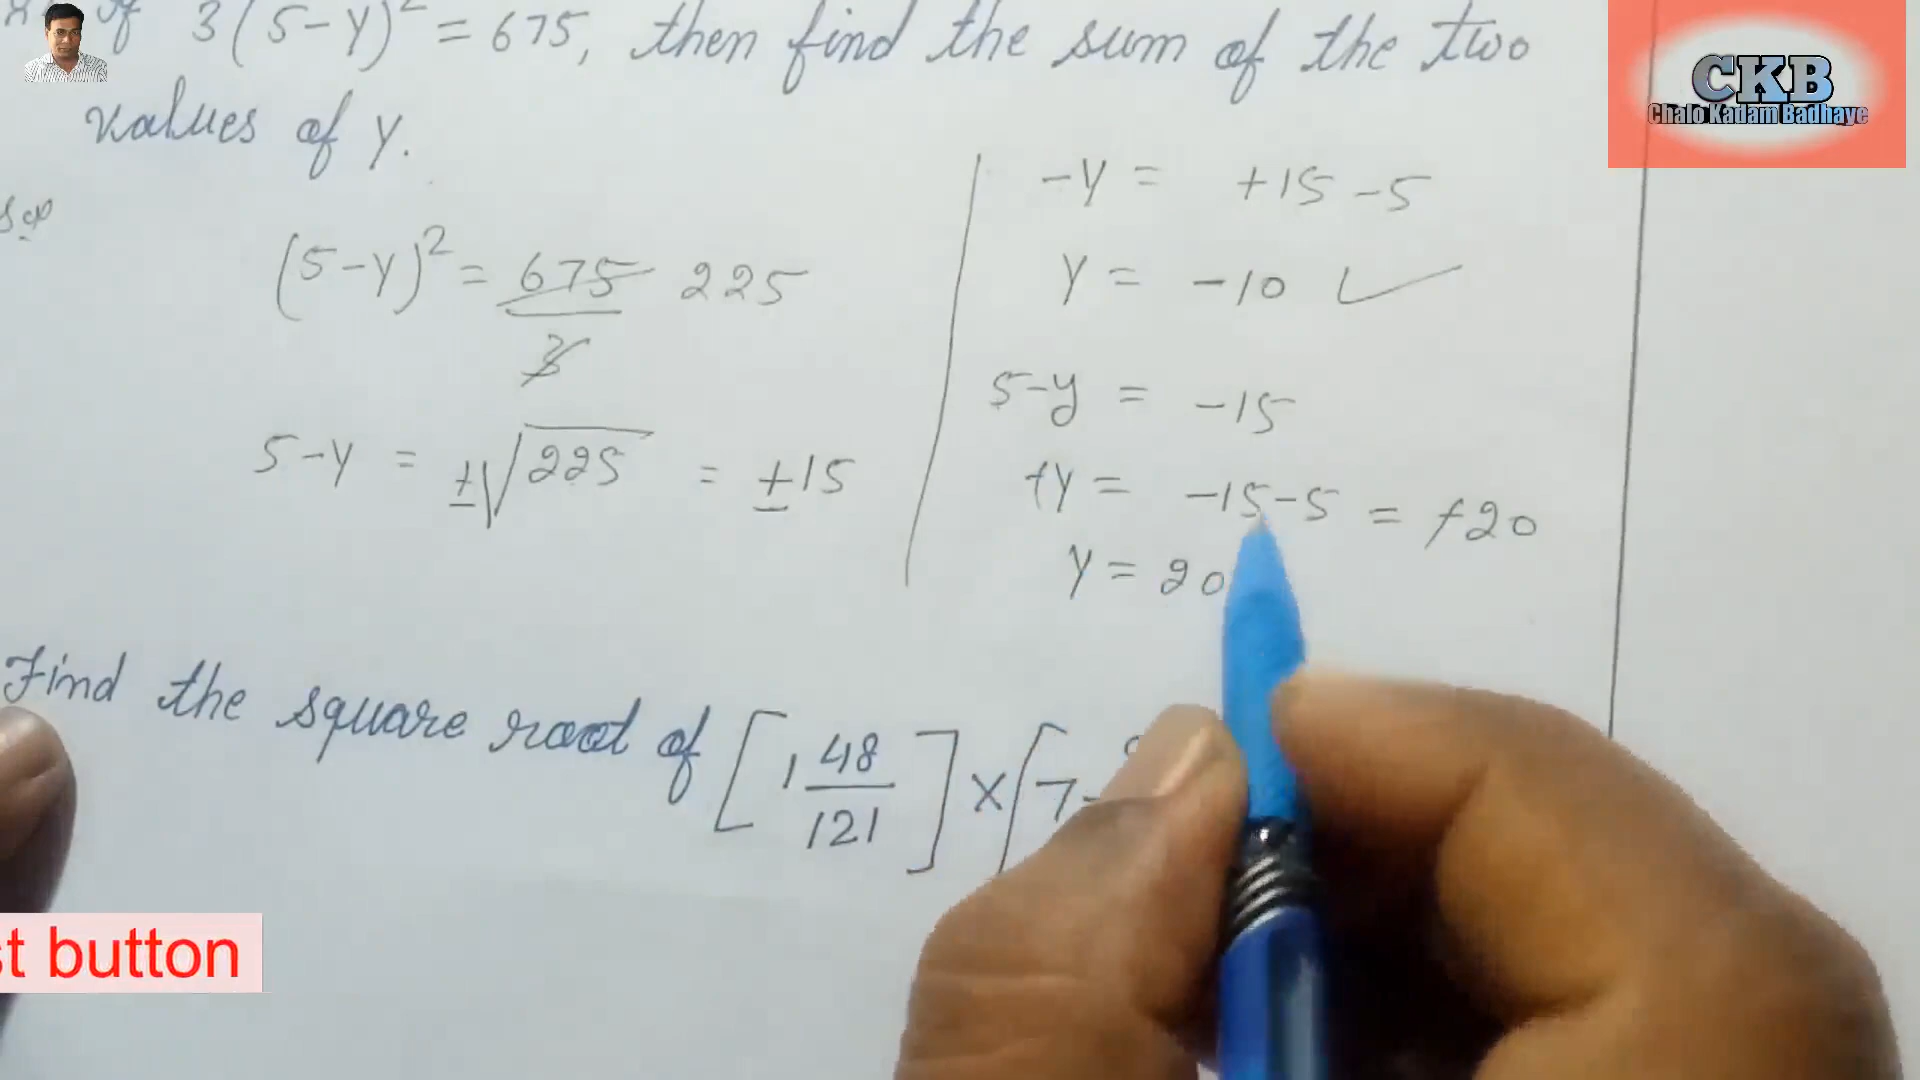 If 3(5-y)² = 675, then find the sum of the two
values of y.
(5-y)² = 675/3 225
5-y = ±√225 = ±15
-y = +15 -5
y = -10 ✓
5-y = -15
+y = -15-5 = +20
y = 20
Find the square root of [1 48/121] × [7
CKB
Chalo Kadam Badhaye
st button